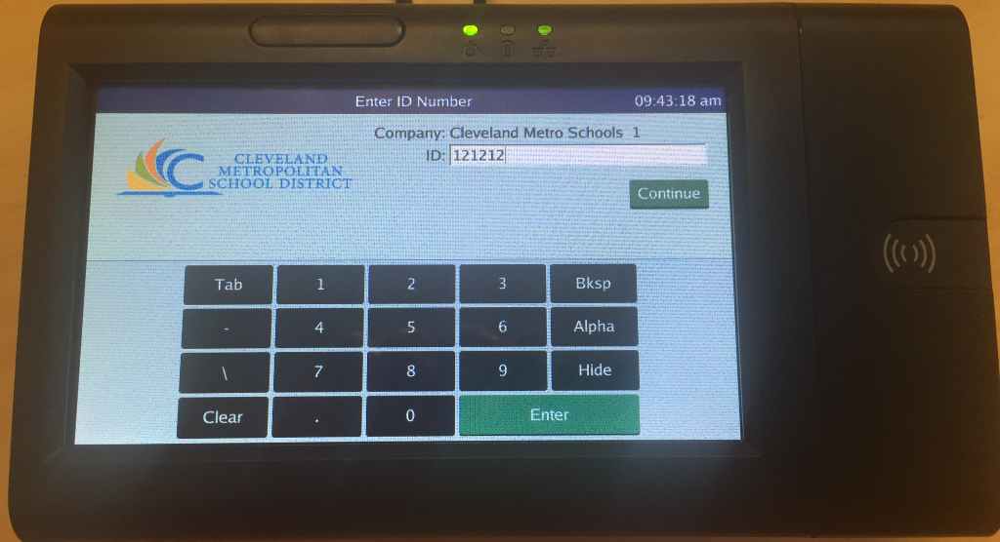 Enter ID Number 09:43:18 am
Company: Cleveland Metro Schools 1
ID: 121212
CLEVELAND
METROPOLITAN
SCHOOL DISTRICT
Continue
Tab 1 2 3 Bksp
- 4 5 6 Alpha
\ 7 8 9 Hide
Clear . 0 Enter